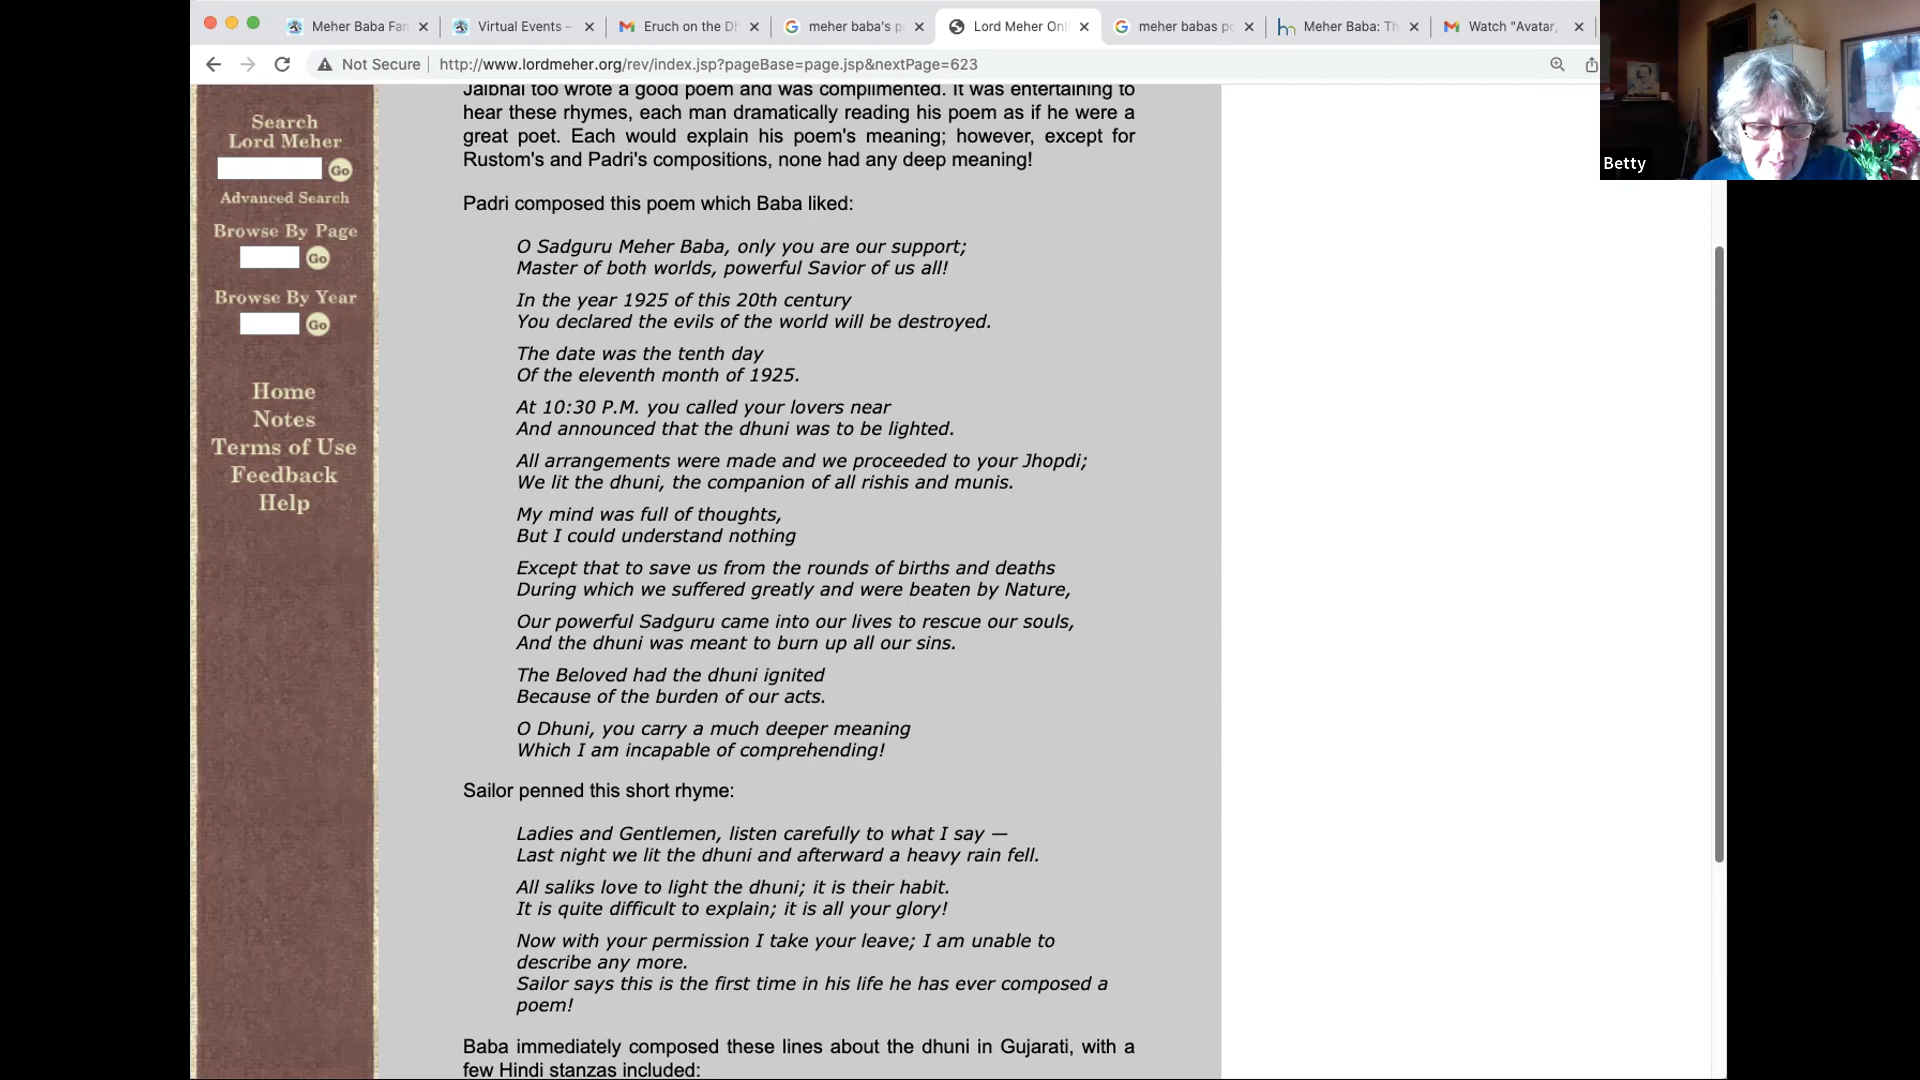 Meher Baba Fan
Virtual Events –
Eruch on the Dh
meher baba's p
Lord Meher Onl
meher babas po
Meher Baba: Th
Watch "Avatar,
Not Secure
http://www.lordmeher.org/rev/index.jsp?pageBase=page.jsp&nextPage=623
Betty
Search
Lord Meher
Go
Advanced Search
Browse By Page
Go
Browse By Year
Go
Home
Notes
Terms of Use
Feedback
Help
Jalbhai too wrote a good poem and was complimented. It was entertaining to
hear these rhymes, each man dramatically reading his poem as if he were a
great poet. Each would explain his poem's meaning; however, except for
Rustom's and Padri's compositions, none had any deep meaning!
Padri composed this poem which Baba liked:
O Sadguru Meher Baba, only you are our support;
Master of both worlds, powerful Savior of us all!
In the year 1925 of this 20th century
You declared the evils of the world will be destroyed.
The date was the tenth day
Of the eleventh month of 1925.
At 10:30 P.M. you called your lovers near
And announced that the dhuni was to be lighted.
All arrangements were made and we proceeded to your Jhopdi;
We lit the dhuni, the companion of all rishis and munis.
My mind was full of thoughts,
But I could understand nothing
Except that to save us from the rounds of births and deaths
During which we suffered greatly and were beaten by Nature,
Our powerful Sadguru came into our lives to rescue our souls,
And the dhuni was meant to burn up all our sins.
The Beloved had the dhuni ignited
Because of the burden of our acts.
O Dhuni, you carry a much deeper meaning
Which I am incapable of comprehending!
Sailor penned this short rhyme:
Ladies and Gentlemen, listen carefully to what I say —
Last night we lit the dhuni and afterward a heavy rain fell.
All saliks love to light the dhuni; it is their habit.
It is quite difficult to explain; it is all your glory!
Now with your permission I take your leave; I am unable to
describe any more.
Sailor says this is the first time in his life he has ever composed a
poem!
Baba immediately composed these lines about the dhuni in Gujarati, with a
few Hindi stanzas included: